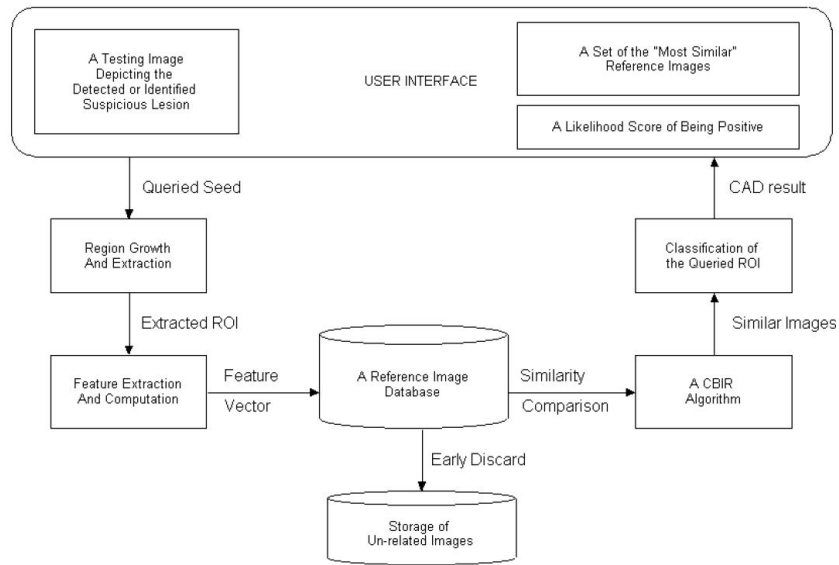 A Testing Image
Depicting the
Detected or Identified
Suspicious Lesion
USER INTERFACE
A Set of the "Most Similar"
Reference Images
A Likelihood Score of Being Positive
Queried Seed
CAD result
Region Growth
And Extraction
Classification of
the Queried ROI
Extracted ROI
Similar Images
Feature Extraction
And Computation
Feature
Vector
A Reference Image
Database
Similarity
Comparison
A CBIR
Algorithm
Early Discard
Storage of
Un-related Images